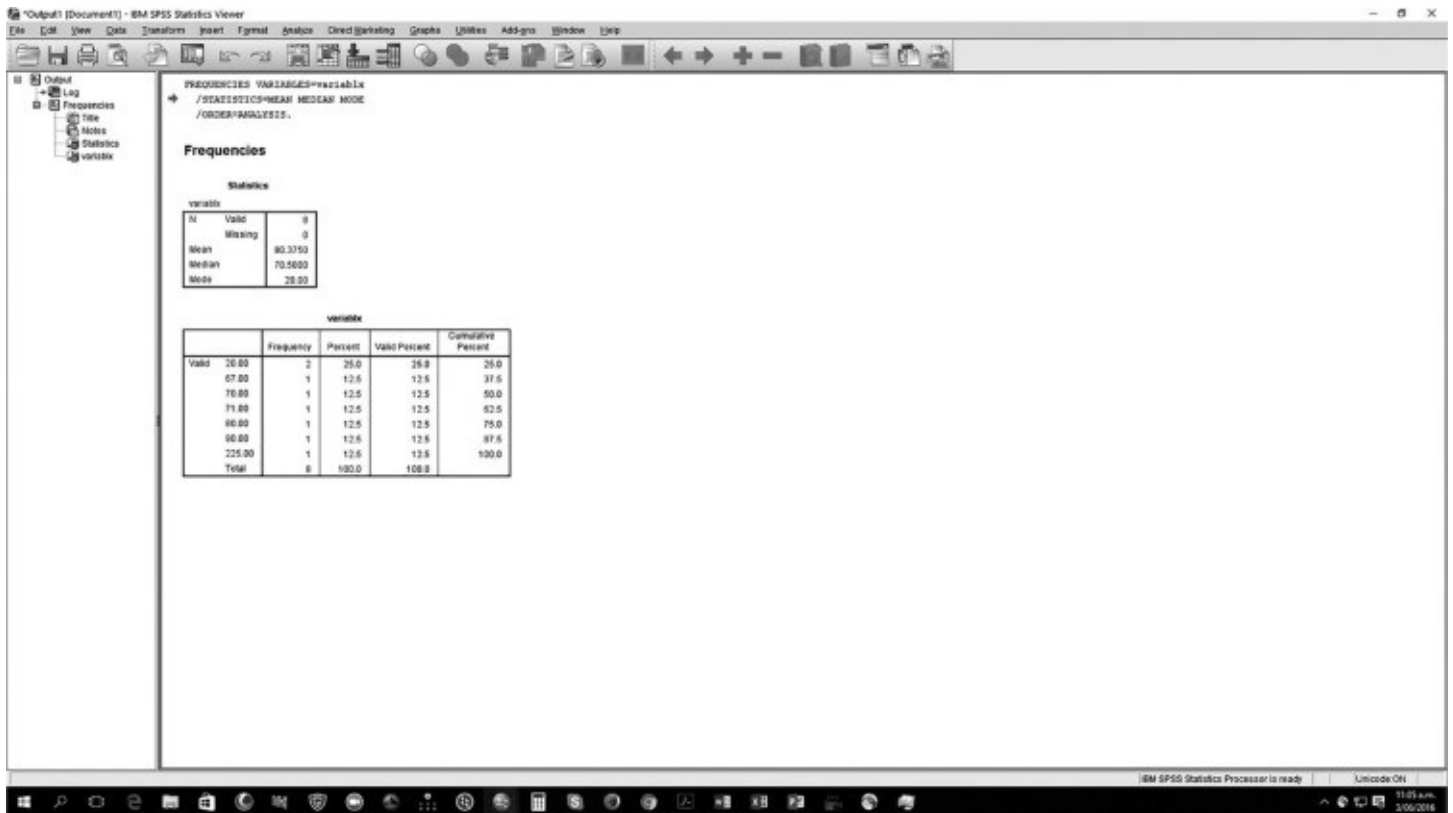 *Output1 [Document1] - IBM SPSS Statistics Viewer
File Edit View Data Transform Insert Format Analyze Direct Marketing Graphs Utilities Add-ons Window Help
Output
Log
Frequencies
Title
Notes
Statistics
variablx
FREQUENCIES VARIABLES=variablx
/STATISTICS=MEAN MEDIAN MODE
/ORDER=ANALYSIS.
Frequencies
Statistics
variablx
N Valid 8
Missing 0
Mean 80.3750
Median 70.5000
Mode 20.00
variablx
Frequency Percent Valid Percent Cumulative Percent
Valid 20.00 2 25.0 25.0 25.0
67.00 1 12.5 12.5 37.5
70.00 1 12.5 12.5 50.0
71.00 1 12.5 12.5 62.5
80.00 1 12.5 12.5 75.0
90.00 1 12.5 12.5 87.5
225.00 1 12.5 12.5 100.0
Total 8 100.0 100.0
IBM SPSS Statistics Processor is ready Unicode:ON
11:05 a.m.
3/06/2016